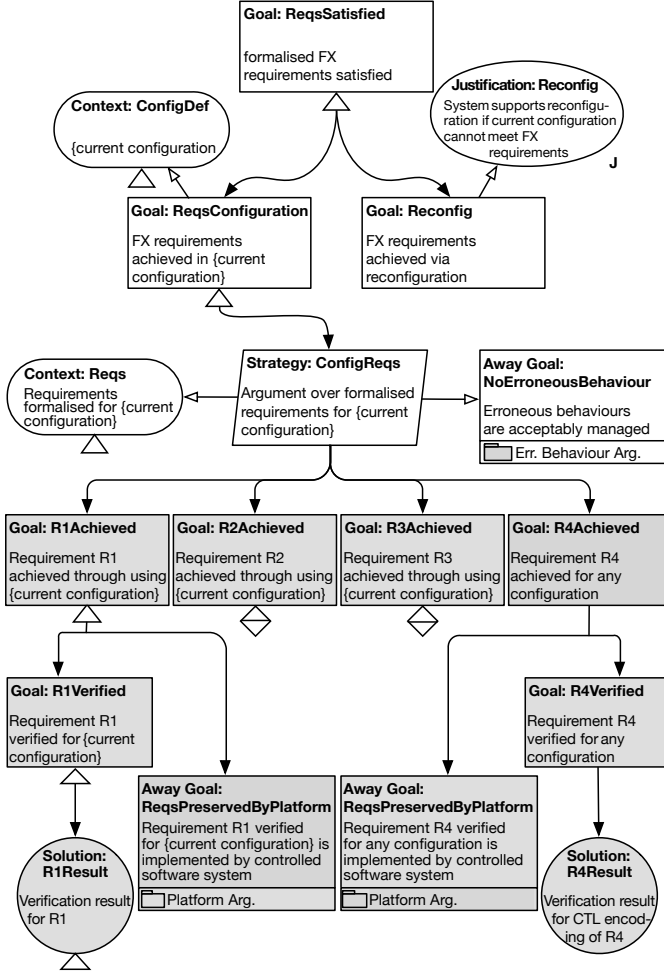 Goal: ReqsSatisfied
formalised FX
requirements satisfied
Justification: Reconfig
System supports reconfigu-
ration if current configuration
cannot meet FX
requirements
J
Context: ConfigDef
{current configuration
Goal: ReqsConfiguration
FX requirements
achieved in {current
configuration}
Goal: Reconfig
FX requirements
achieved via
reconfiguration
Context: Reqs
Requirements
formalised for {current
configuration}
Strategy: ConfigReqs
Argument over formalised
requirements for {current
configuration}
Away Goal:
NoErroneousBehaviour
Erroneous behaviours
are acceptably managed
Err. Behaviour Arg.
Goal: R1Achieved
Requirement R1
achieved through using
{current configuration}
Goal: R2Achieved
Requirement R2
achieved through using
{current configuration}
Goal: R3Achieved
Requirement R3
achieved through using
{current configuration}
Goal: R4Achieved
Requirement R4
achieved for any
configuration
Goal: R1Verified
Requirement R1
verified for {current
configuration}
Goal: R4Verified
Requirement R4
verified for any
configuration
Away Goal:
ReqsPreservedByPlatform
Requirement R1 verified
for {current configuration} is
implemented by controlled
software system
Platform Arg.
Away Goal:
ReqsPreservedByPlatform
Requirement R4 verified
for any configuration is
implemented by controlled
software system
Platform Arg.
Solution:
R1Result
Verification result
for R1
Solution:
R4Result
Verification result
for CTL encod-
ing of R4